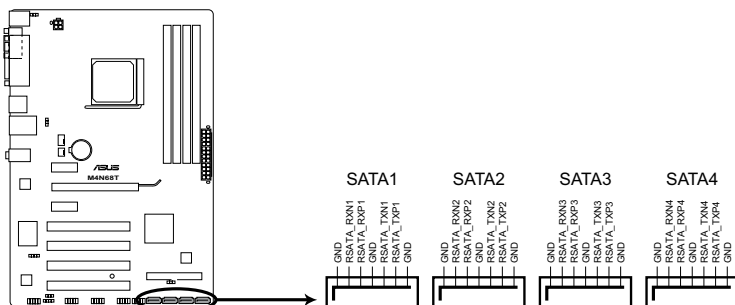 ASUS
M4N68T
SATA1
GND
RSATA_RXN1
RSATA_RXP1
GND
RSATA_TXN1
RSATA_TXP1
GND
SATA2
GND
RSATA_RXN2
RSATA_RXP2
GND
RSATA_TXN2
RSATA_TXP2
GND
SATA3
GND
RSATA_RXN3
RSATA_RXP3
GND
RSATA_TXN3
RSATA_TXP3
GND
SATA4
GND
RSATA_RXN4
RSATA_RXP4
GND
RSATA_TXN4
RSATA_TXP4
GND